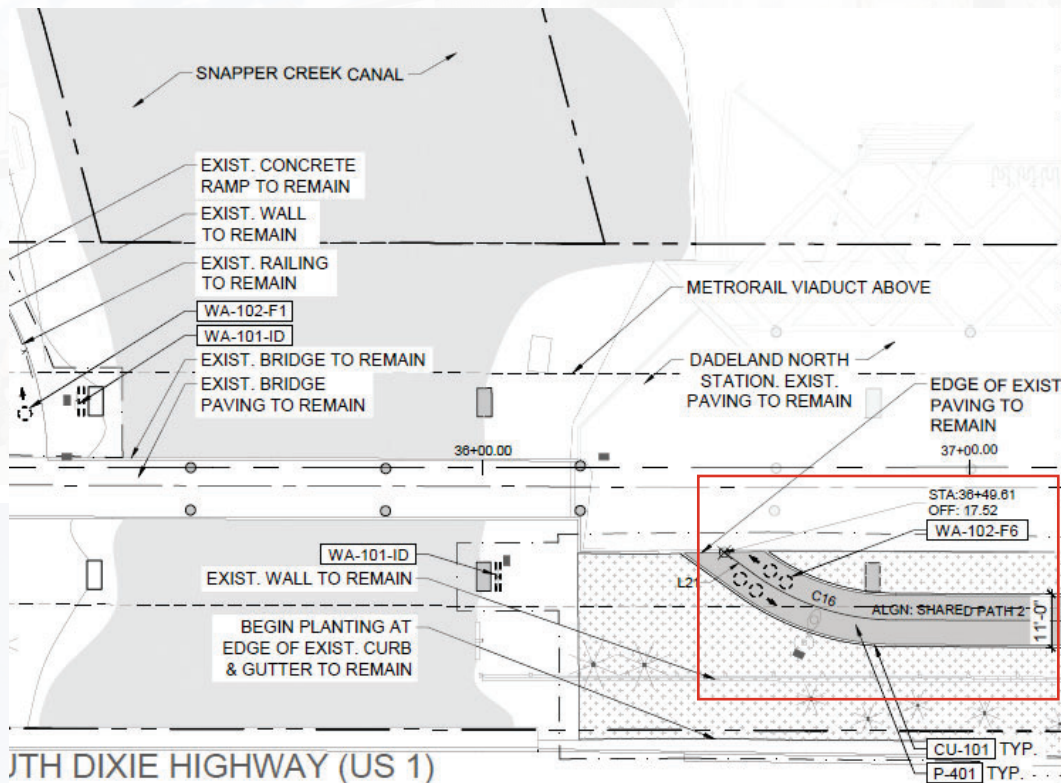 SNAPPER CREEK CANAL
EXIST. CONCRETE
RAMP TO REMAIN
EXIST. WALL
TO REMAIN
EXIST. RAILING
TO REMAIN
WA-102-F1
WA-101-ID
EXIST. BRIDGE TO REMAIN
EXIST. BRIDGE
PAVING TO REMAIN
METRORAIL VIADUCT ABOVE
DADELAND NORTH
STATION. EXIST.
PAVING TO REMAIN
EDGE OF EXIST
PAVING TO
REMAIN
36+00.00
37+00.00
STA:36+49.61
OFF: 17.52
WA-102-F6
WA-101-ID
EXIST. WALL TO REMAIN
L21
C16
ALGN: SHARED PATH 2
11'-0"
BEGIN PLANTING AT
EDGE OF EXIST. CURB
& GUTTER TO REMAIN
CU-101 TYP.
P-401 TYP.
UTH DIXIE HIGHWAY (US 1)